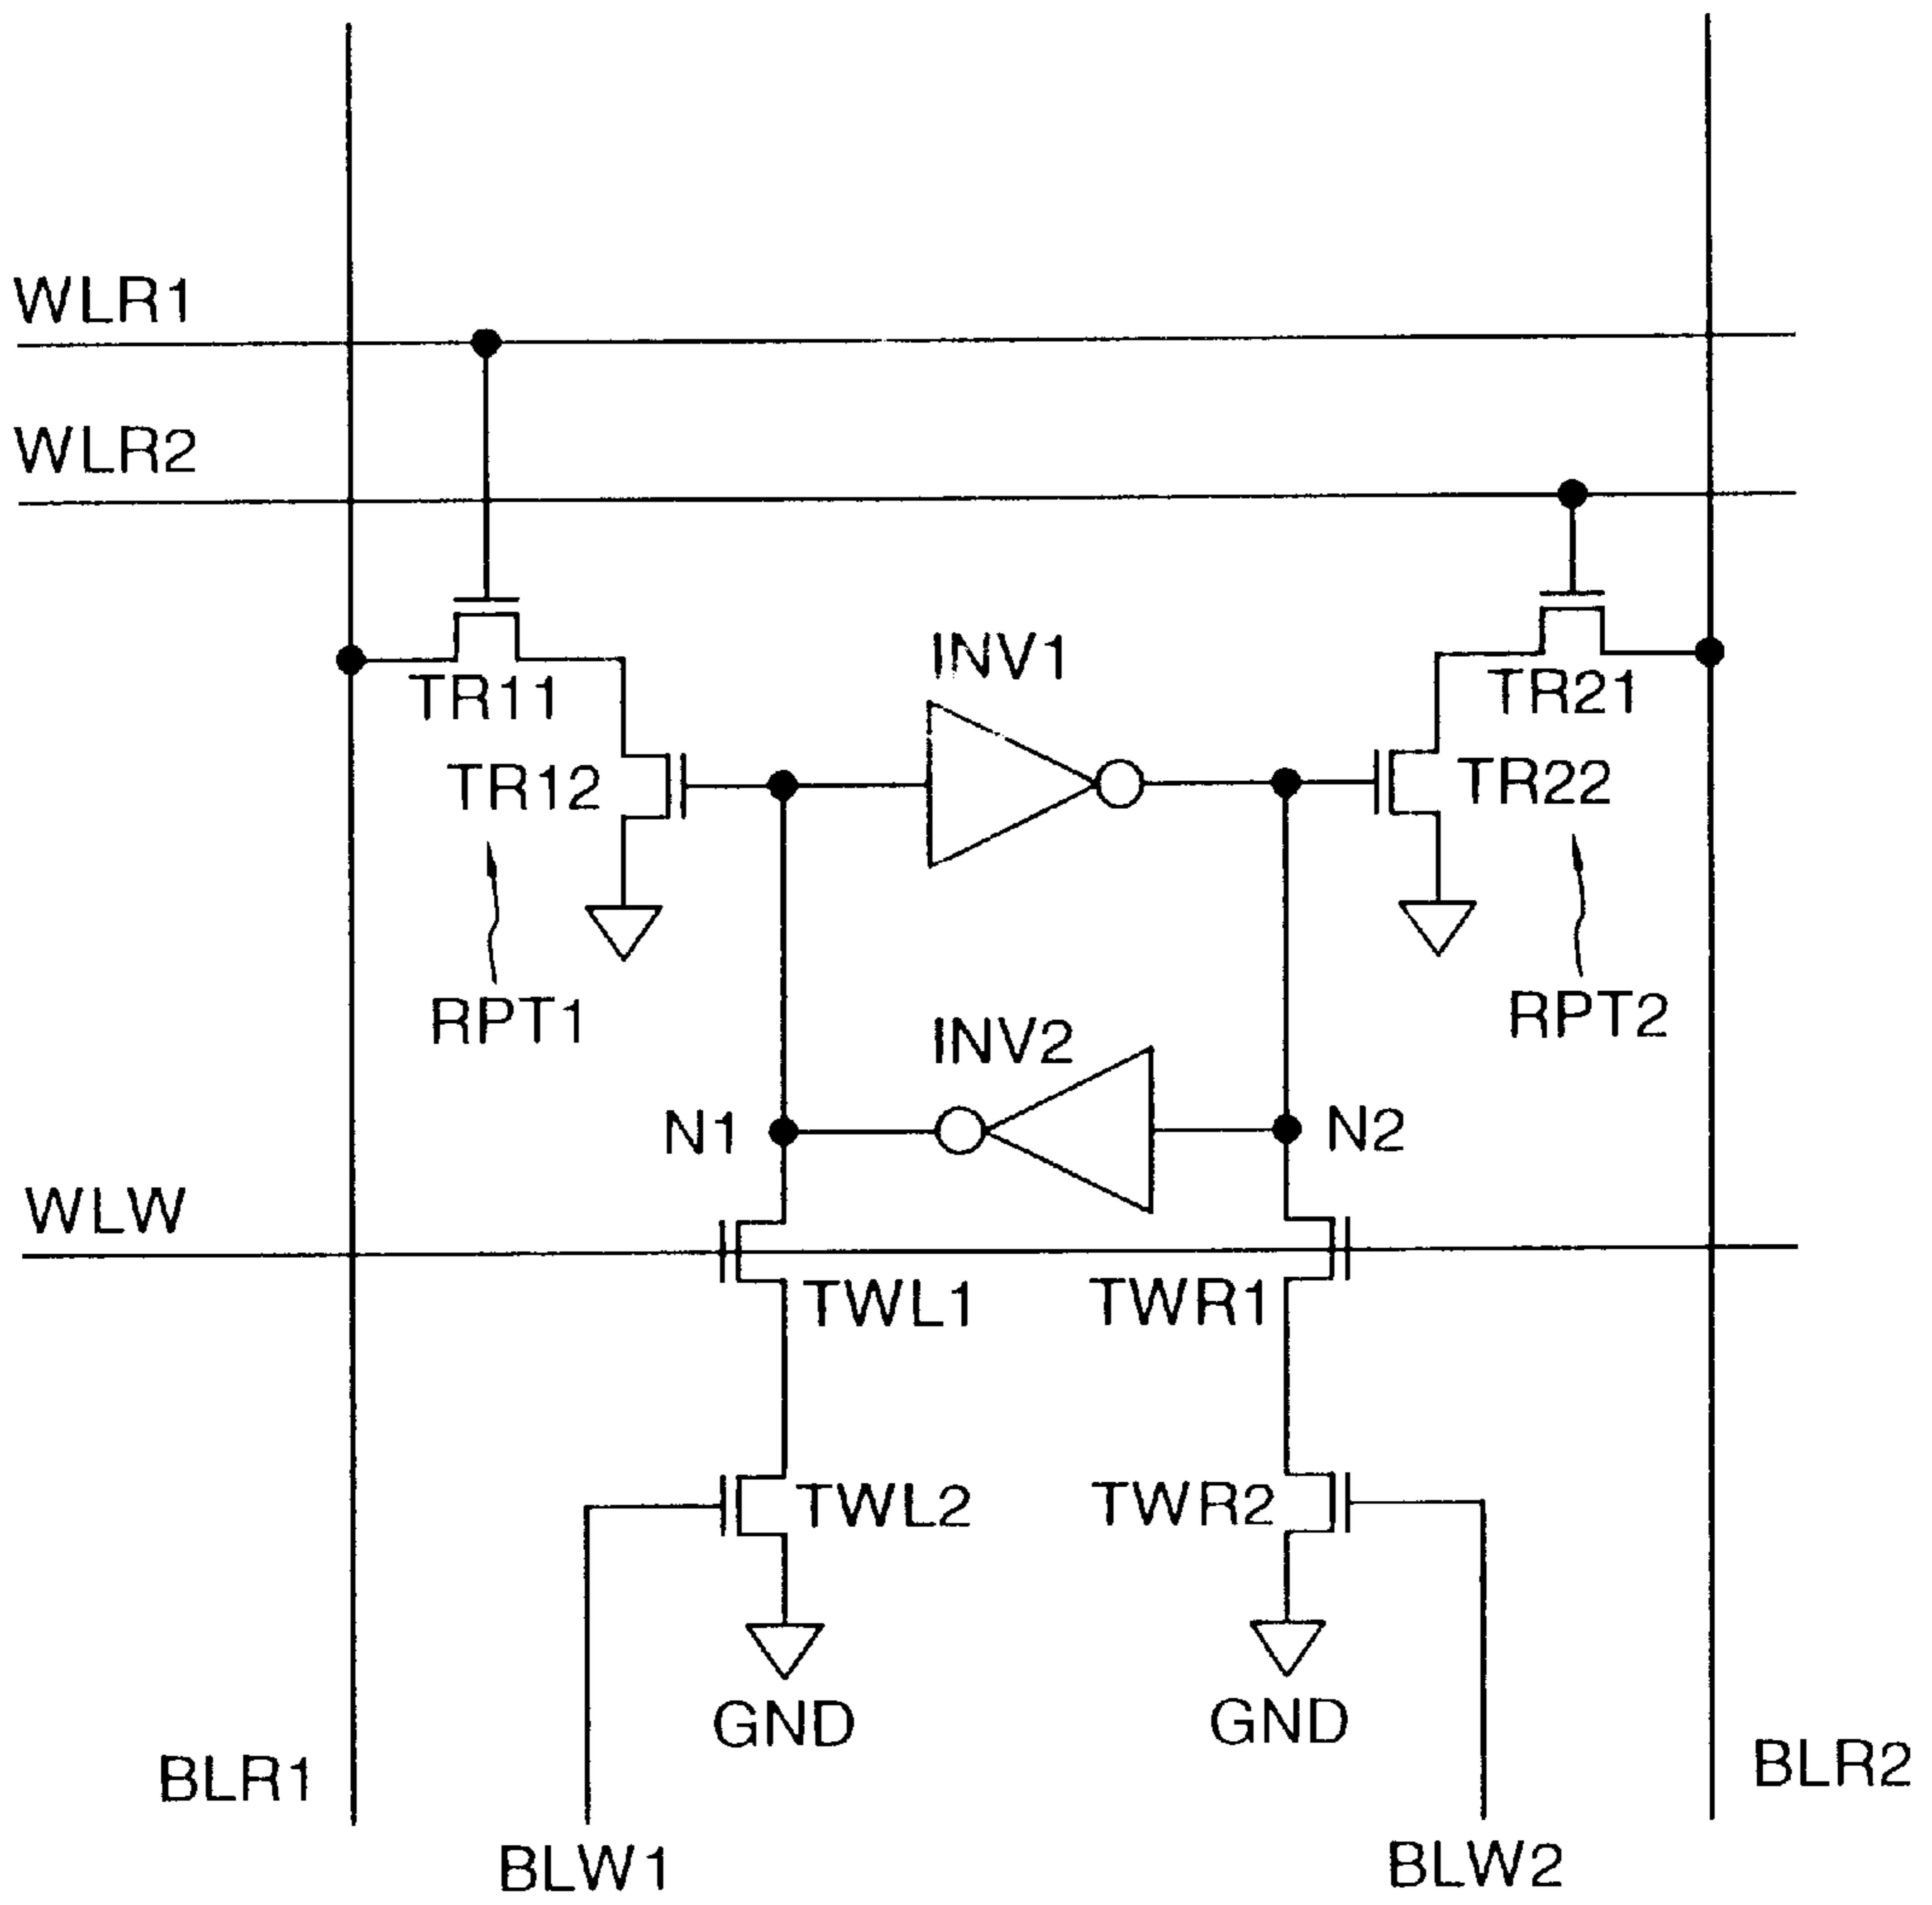 WLR1
WLR2
INV1
TR11
TR21
TR12
TR22
RPT1
RPT2
INV2
N1
N2
WLW
TWL1
TWR1
TWL2
TWR2
GND
GND
BLR1
BLR2
BLW1
BLW2